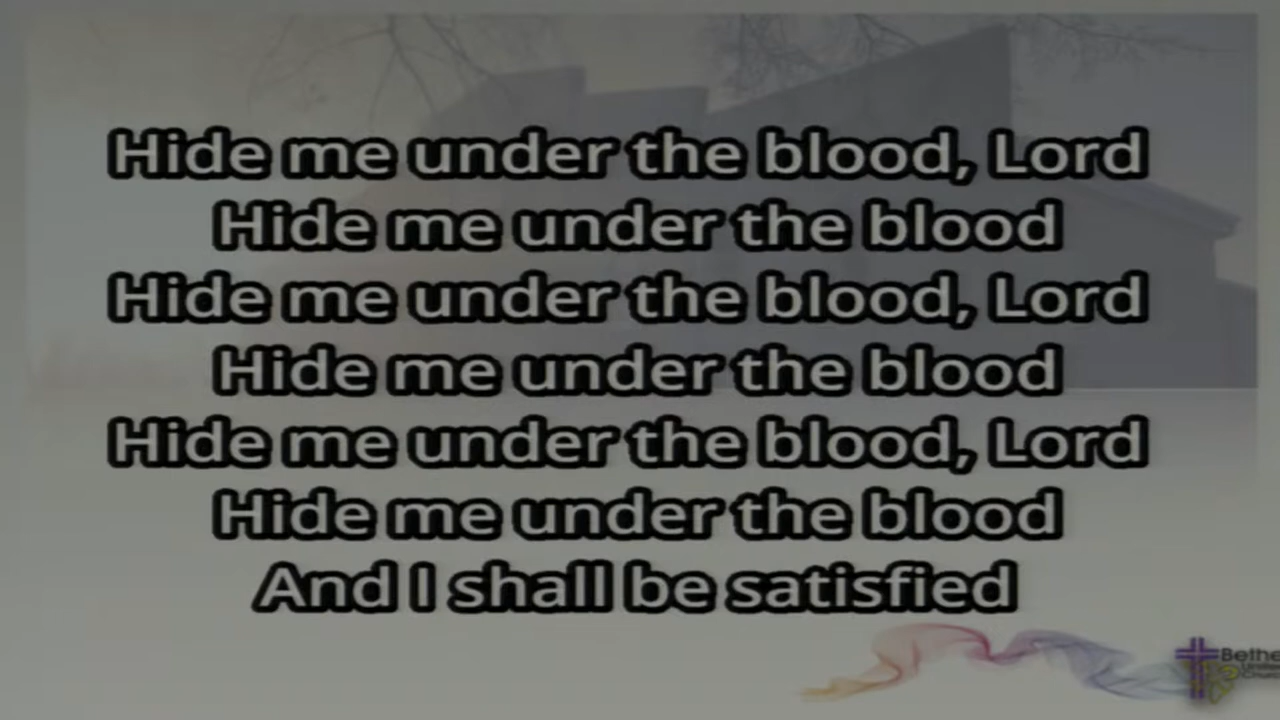 Hide me under the blood, Lord
Hide me under the blood
Hide me under the blood, Lord
Hide me under the blood
Hide me under the blood, Lord
Hide me under the blood
And I shall be satisfied
Bethe